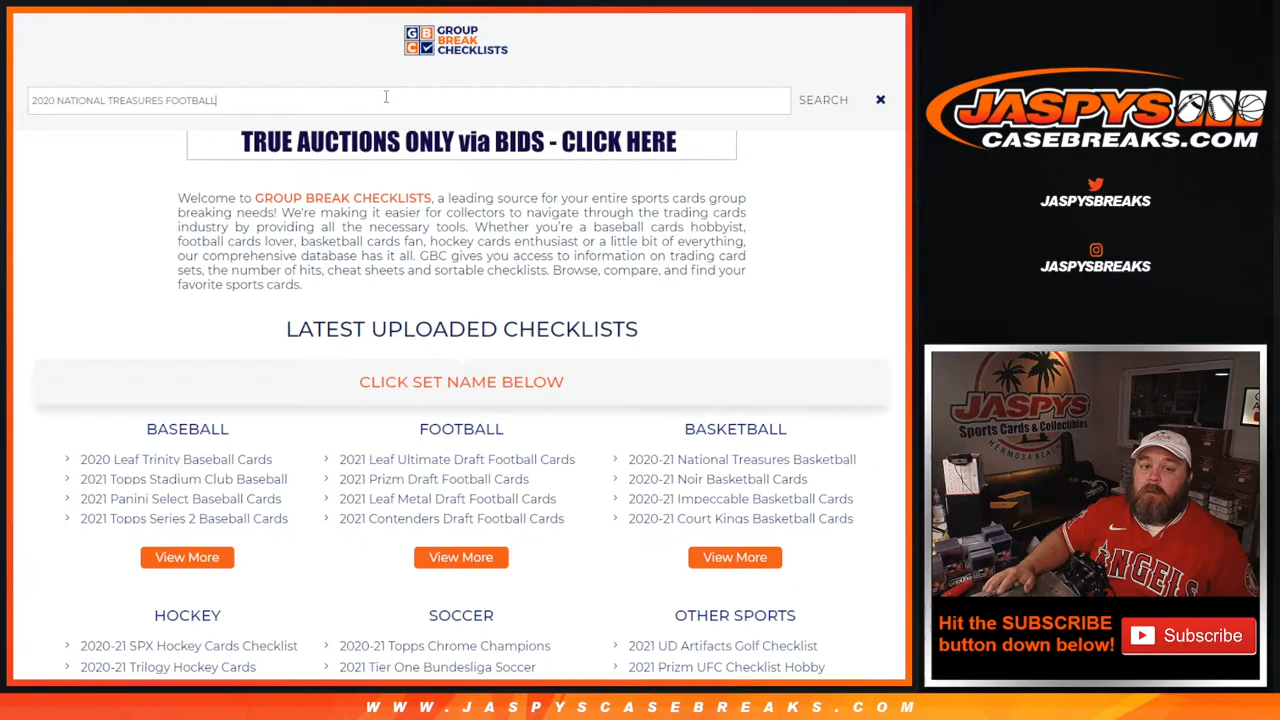 GROUP
BREAK
CHECKLISTS
GB
C
2020 NATIONAL TREASURES FOOTBALL
SEARCH
TRUE AUCTIONS ONLY via BIDS - CLICK HERE
Welcome to GROUP BREAK CHECKLISTS, a leading source for your entire sports cards group
breaking needs! We're making it easier for collectors to navigate through the trading cards
industry by providing all the necessary tools. Whether you're a baseball cards hobbyist,
football cards lover, basketball cards fan, hockey cards enthusiast or a little bit of everything,
our comprehensive database has it all. GBC gives you access to information on trading card
sets, the number of hits, cheat sheets and sortable checklists. Browse, compare, and find your
favorite sports cards.
LATEST UPLOADED CHECKLISTS
CLICK SET NAME BELOW
BASEBALL
2020 Leaf Trinity Baseball Cards
2021 Topps Stadium Club Baseball
2021 Panini Select Baseball Cards
2021 Topps Series 2 Baseball Cards
View More
FOOTBALL
2021 Leaf Ultimate Draft Football Cards
2021 Prizm Draft Football Cards
2021 Leaf Metal Draft Football Cards
2021 Contenders Draft Football Cards
View More
BASKETBALL
2020-21 National Treasures Basketball
2020-21 Noir Basketball Cards
2020-21 Impeccable Basketball Cards
2020-21 Court Kings Basketball Cards
View More
HOCKEY
2020-21 SPX Hockey Cards Checklist
2020-21 Trilogy Hockey Cards
SOCCER
2020-21 Topps Chrome Champions
2021 Tier One Bundesliga Soccer
OTHER SPORTS
2021 UD Artifacts Golf Checklist
2021 Prizm UFC Checklist Hobby
JASPYS
CASEBREAKS.COM
JASPYSBREAKS
JASPYSBREAKS
JASPYS
Sports Cards & Collectibles
HERMOSA BEACH
ANGELS
Hit the SUBSCRIBE
button down below!
Subscribe
WWW.JASPYSCASEBREAKS.COM